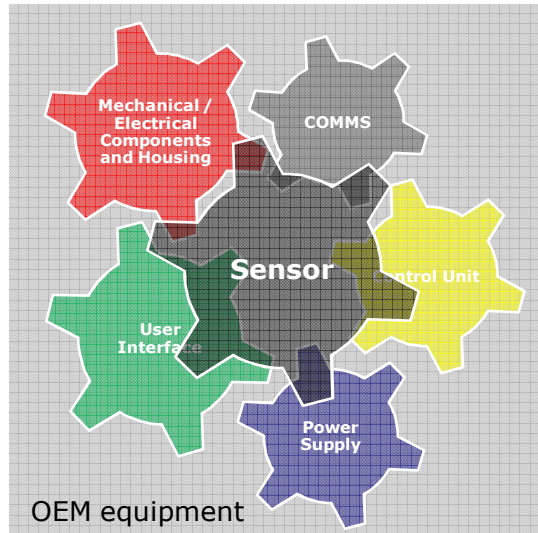 Mechanical /
Electrical
Components
and Housing
COMMS
Sensor
Control Unit
User
Interface
Power
Supply
OEM equipment